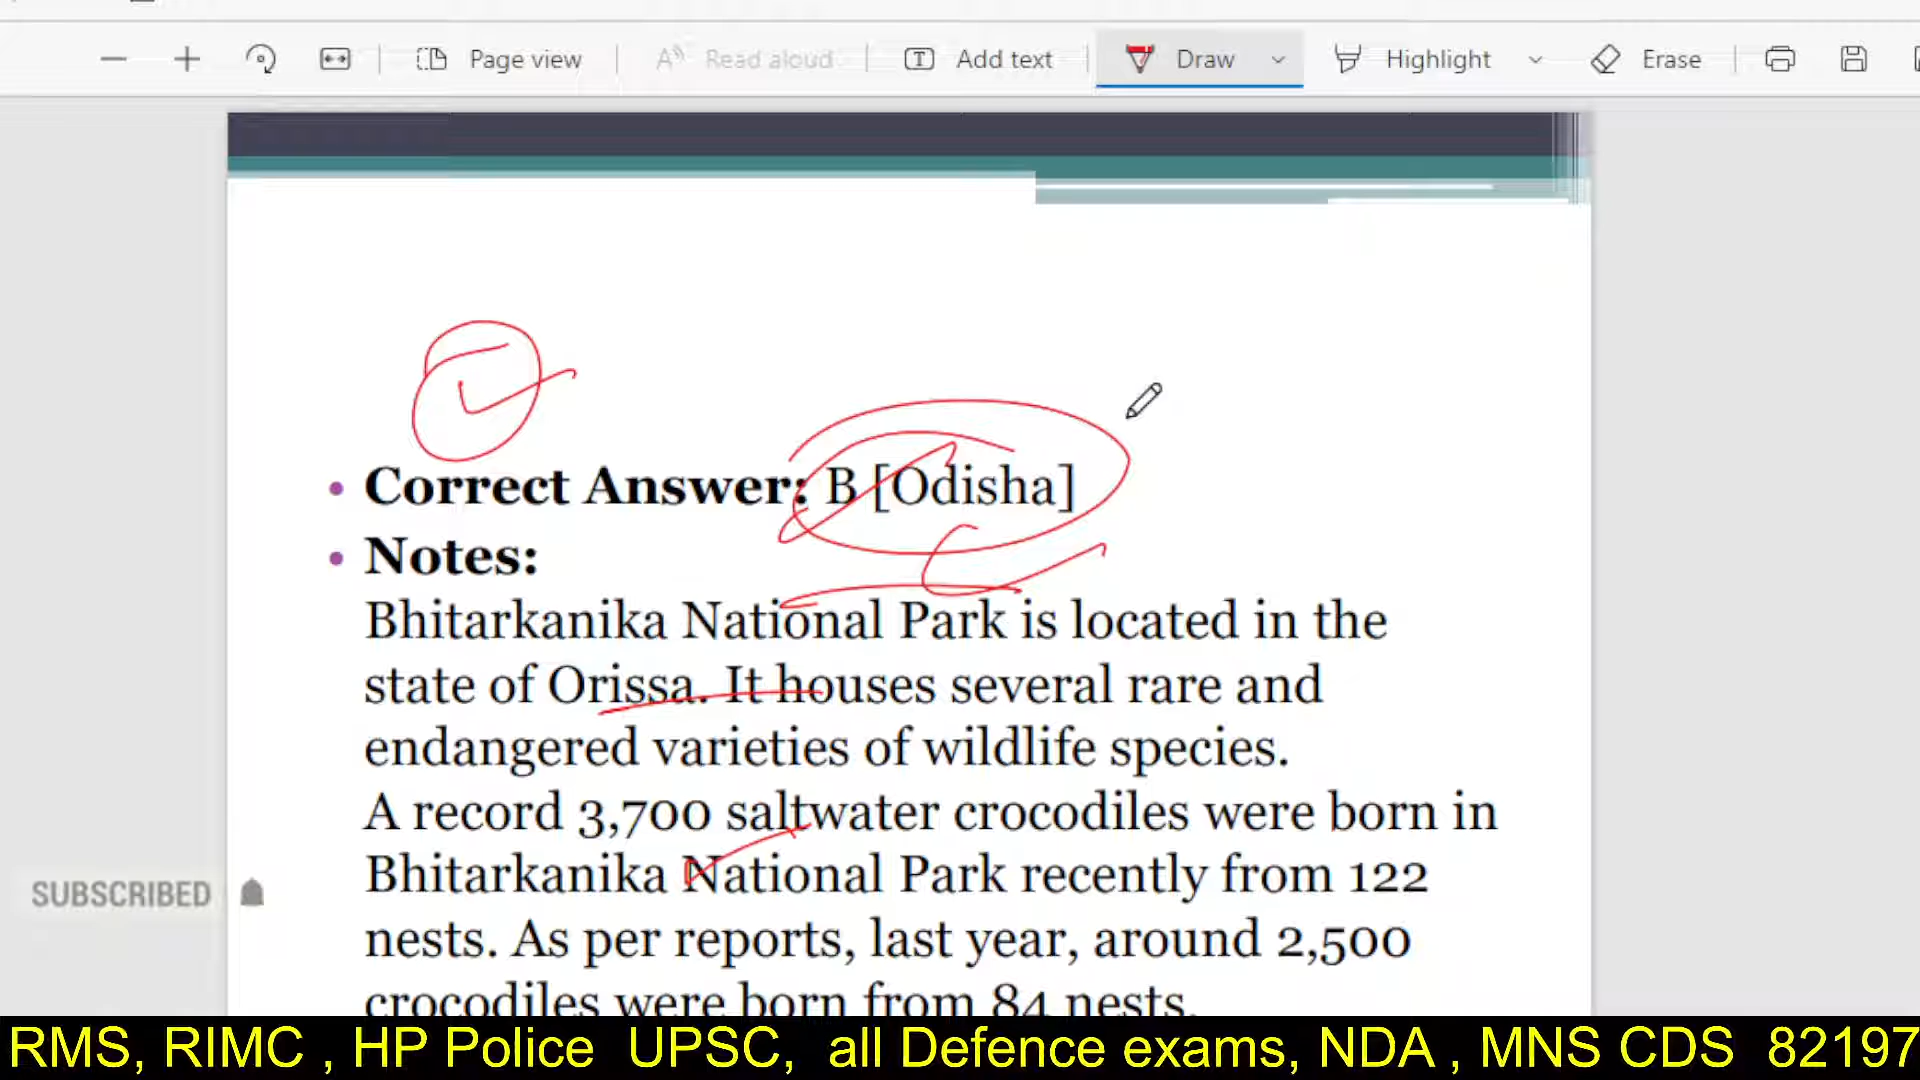 Page view
Read aloud
Add text
Draw
Highlight
Erase
• Correct Answer: B [Odisha]
• Notes:
Bhitarkanika National Park is located in the
state of Orissa. It houses several rare and
endangered varieties of wildlife species.
A record 3,700 saltwater crocodiles were born in
Bhitarkanika National Park recently from 122
nests. As per reports, last year, around 2,500
crocodiles were born from 84 nests.
SUBSCRIBED
RMS, RIMC , HP Police UPSC, all Defence exams, NDA , MNS CDS 82197